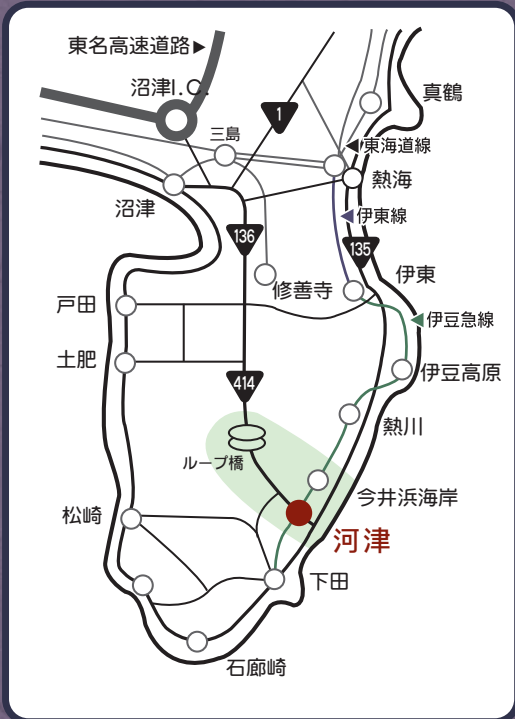 東名高速道路
沼津I.C.
1
真鶴
三島
東海道線
熱海
沼津
伊東線
136
135
修善寺
伊東
戸田
伊豆急線
土肥
伊豆高原
414
熱川
ループ橋
今井浜海岸
松崎
河津
下田
石廊崎